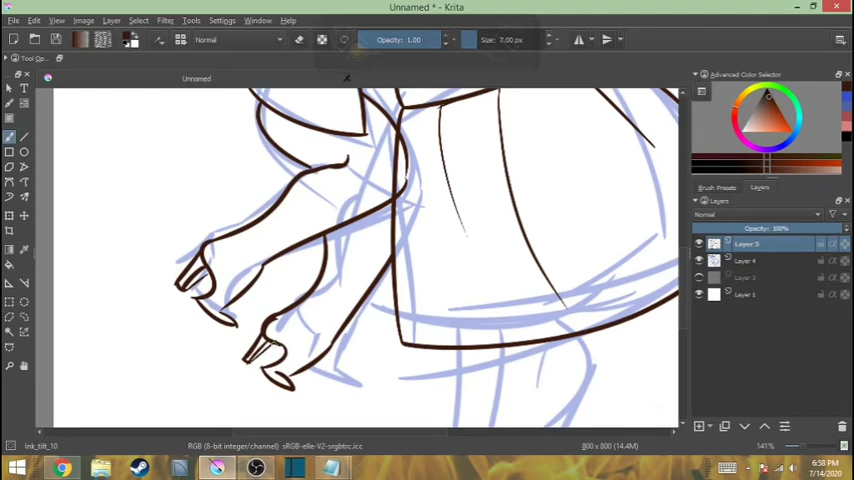 Unnamed * - Krita
File Edit View Image Layer Select Filter Tools Settings Window Help
Normal Opacity: 1.00 Size: 7.00 px
Tool Op...
Unnamed
Advanced Color Selector
Brush Presets Layers
Layers
Normal
Opacity: 100%
Layer 5
Layer 4
Layer 3
Layer 1
Ink_tilt_10 RGB (8-bit integer/channel) sRGB-elle-V2-srgbtrc.icc 800 x 800 (14.4M) 141%
6:58 PM
7/14/2020